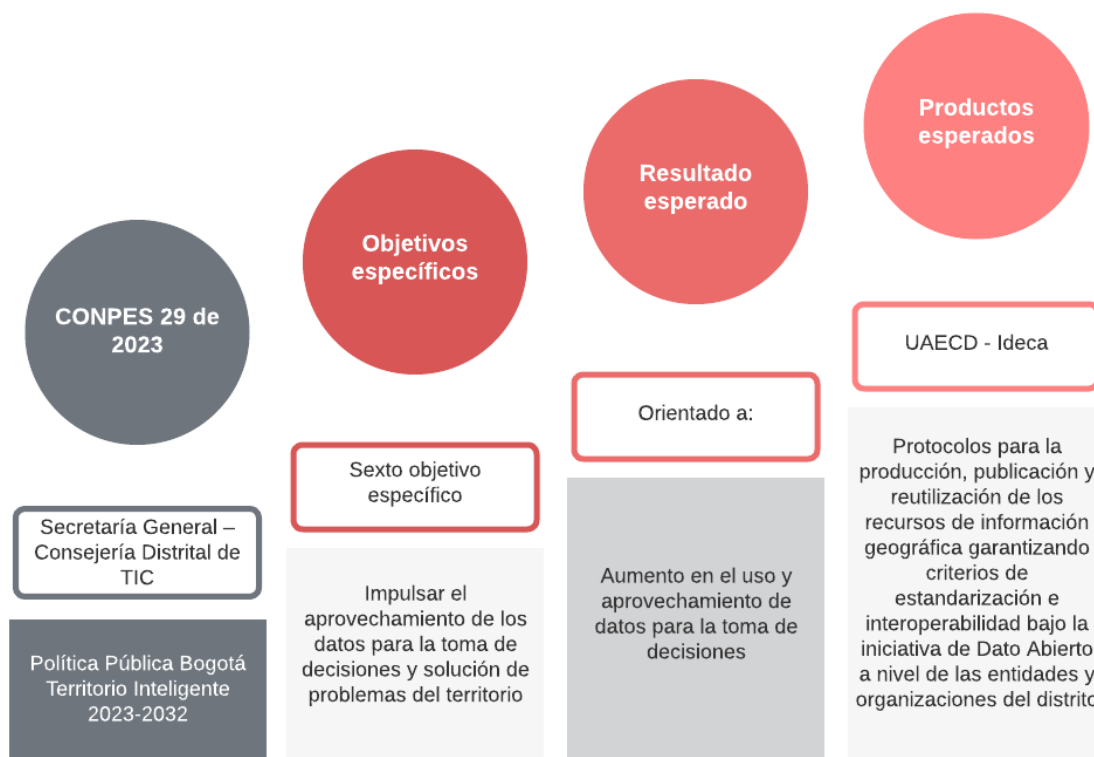 CONPES 29 de
2023
Secretaría General –
Consejería Distrital de
TIC
Política Pública Bogotá
Territorio Inteligente
2023-2032
Objetivos
específicos
Sexto objetivo
específico
Impulsar el
aprovechamiento de los
datos para la toma de
decisiones y solución de
problemas del territorio
Resultado
esperado
Orientado a:
Aumento en el uso y
aprovechamiento de
datos para la toma de
decisiones
Productos
esperados
UAECD - Ideca
Protocolos para la
producción, publicación y
reutilización de los
recursos de información
geográfica garantizando
criterios de
estandarización e
interoperabilidad bajo la
iniciativa de Dato Abierto
a nivel de las entidades y
organizaciones del distrito